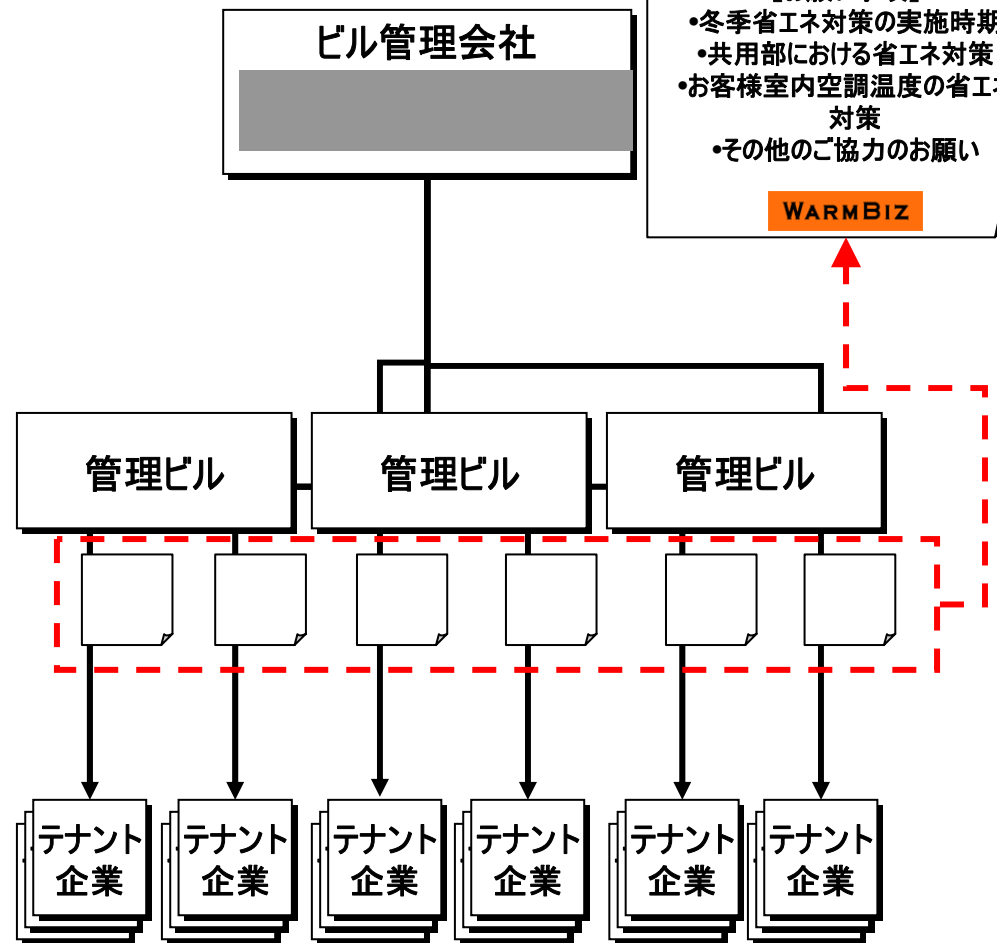 ビル管理会社
•冬季省エネ対策の実施時期
•共用部における省エネ対策
•お客様室内空調温度の省エネ
対策
•その他のご協力のお願い
WARMBIZ
管理ビル
管理ビル
管理ビル
テナント
企業
テナント
企業
テナント
企業
テナント
企業
テナント
企業
テナント
企業